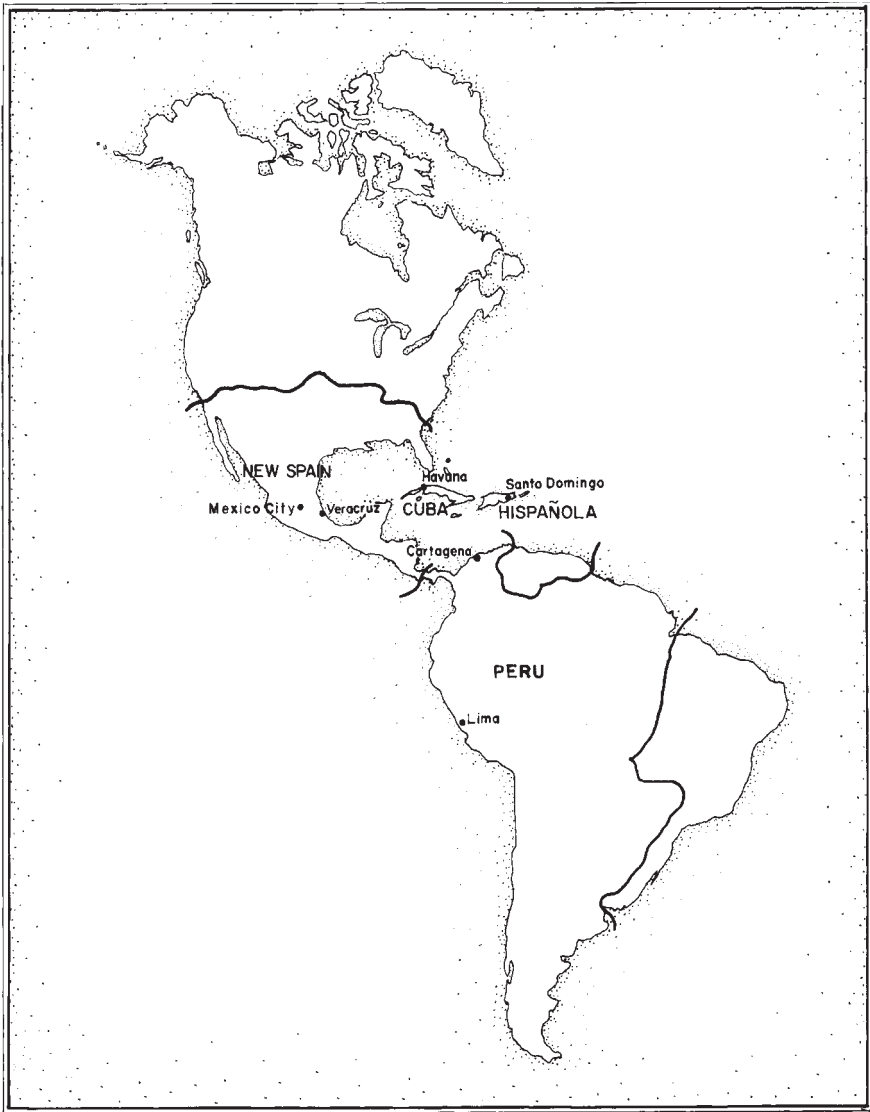 NEW SPAIN
Havana
Santo Domingo
Mexico City
Veracruz
CUBA
HISPAÑOLA
Cartagena
PERU
Lima